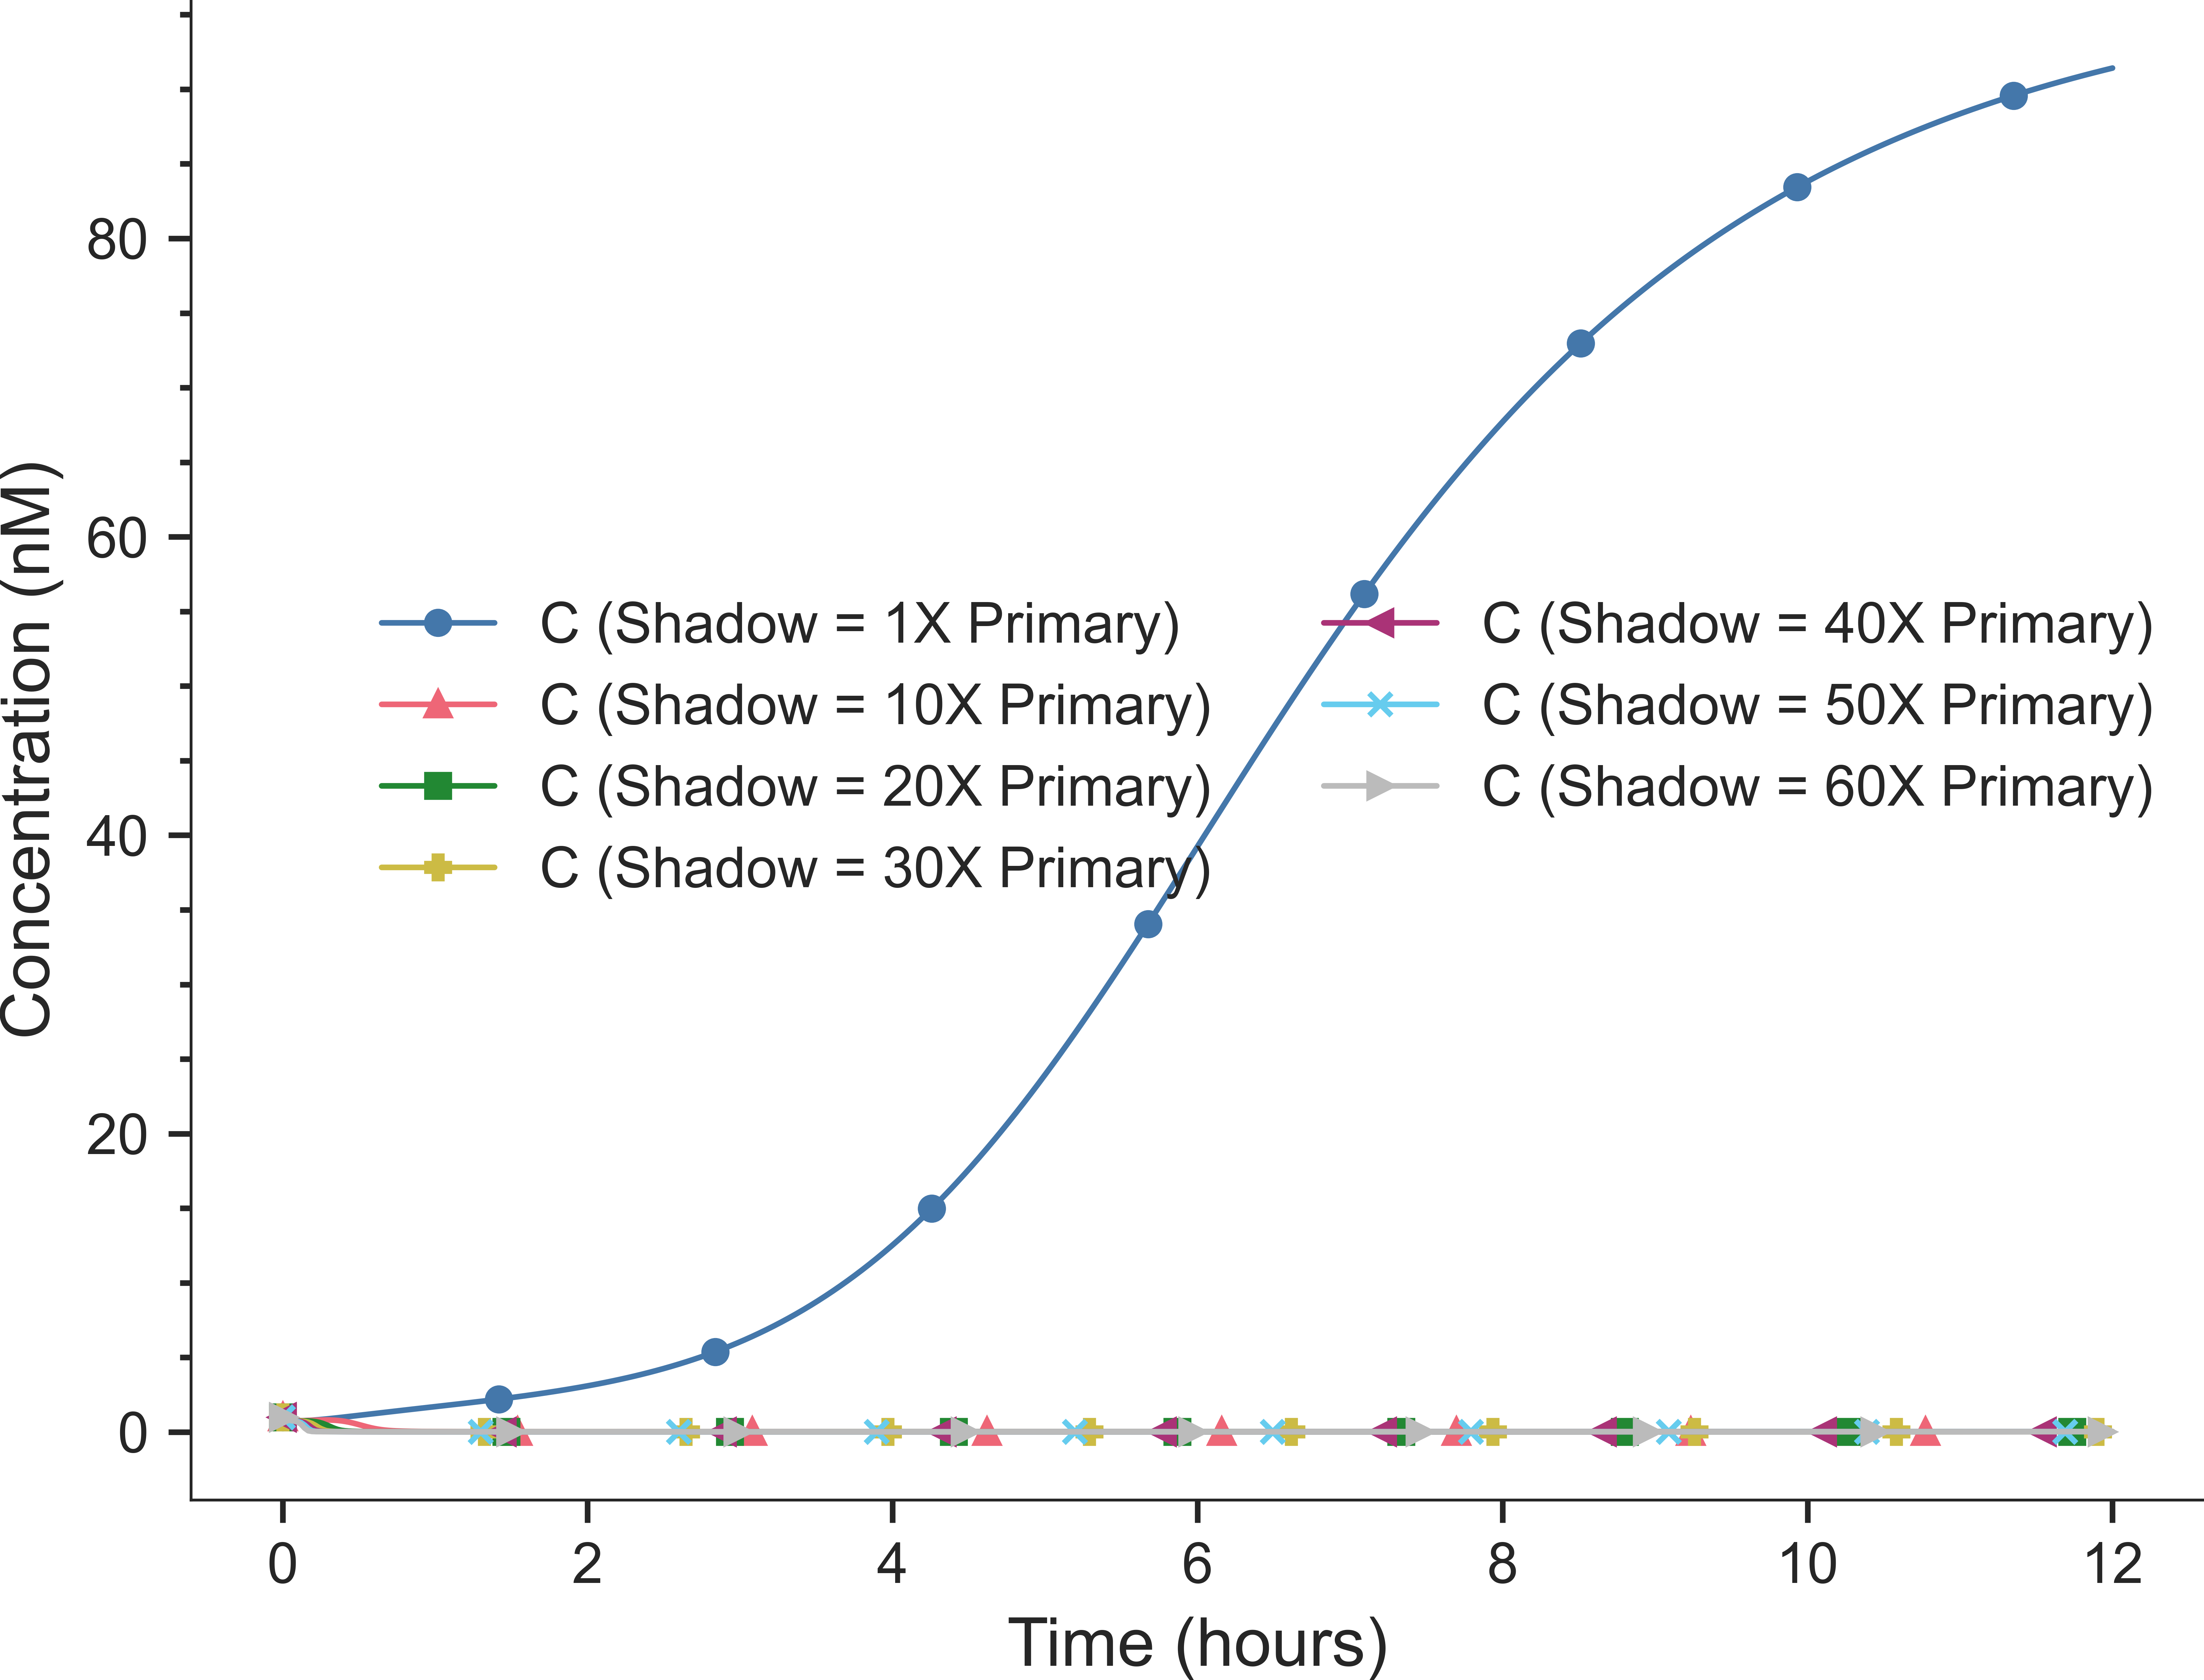 Concentration (nM)
80
60
40
20
0
C (Shadow = 1X Primary)
C (Shadow = 10X Primary)
C (Shadow = 20X Primary)
C (Shadow = 30X Primary)
C (Shadow = 40X Primary)
C (Shadow = 50X Primary)
C (Shadow = 60X Primary)
0 2 4 6 8 10 12
Time (hours)